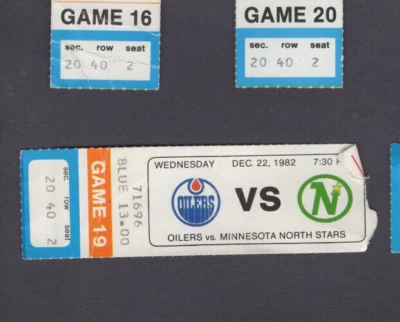 GAME 16
sec. row seat
20 40 2
GAME 20
sec. row seat
20 40 2
sec. row seat
20 40 2
GAME 19
BLUE 13.00
71696
WEDNESDAY DEC. 22, 1982 7:30
OILERS VS N
OILERS vs. MINNESOTA NORTH STARS